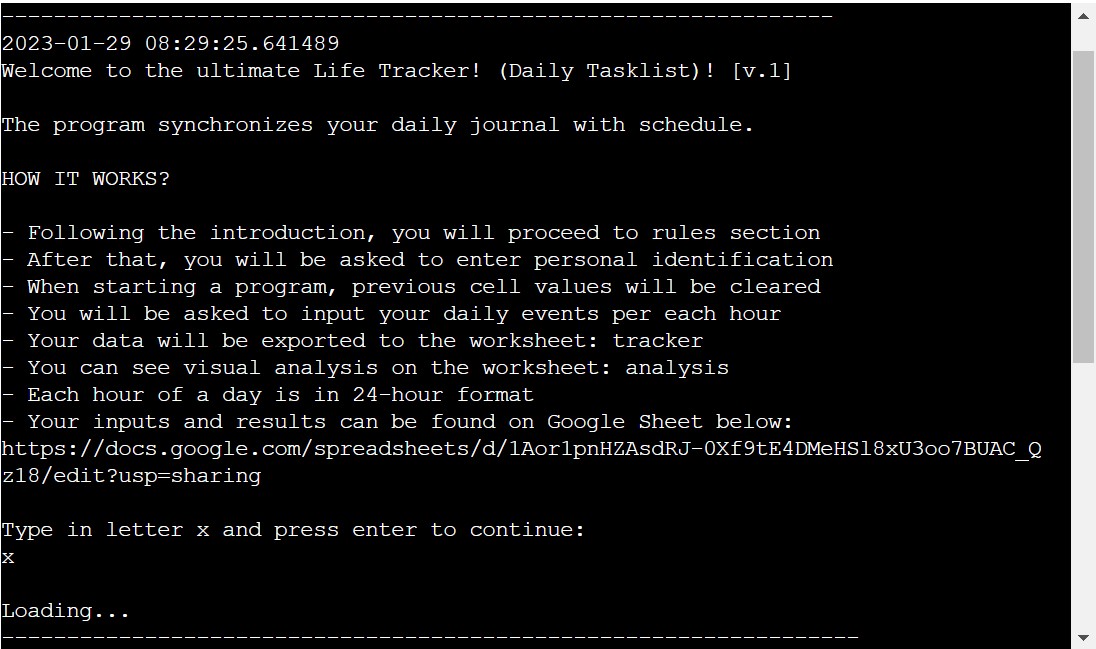 ----------------------------------------------------------------
2023-01-29 08:29:25.641489
Welcome to the ultimate Life Tracker! (Daily Tasklist)! [v.1]
The program synchronizes your daily journal with schedule.
HOW IT WORKS?
- Following the introduction, you will proceed to rules section
- After that, you will be asked to enter personal identification
- When starting a program, previous cell values will be cleared
- You will be asked to input your daily events per each hour
- Your data will be exported to the worksheet: tracker
- You can see visual analysis on the worksheet: analysis
- Each hour of a day is in 24-hour format
- Your inputs and results can be found on Google Sheet below:
https://docs.google.com/spreadsheets/d/1Aor1pnHZAsdRJ-0Xf9tE4DMeHSl8xU3oo7BUAC_Q
z18/edit?usp=sharing
Type in letter x and press enter to continue:
x
Loading...
------------------------------------------------------------------